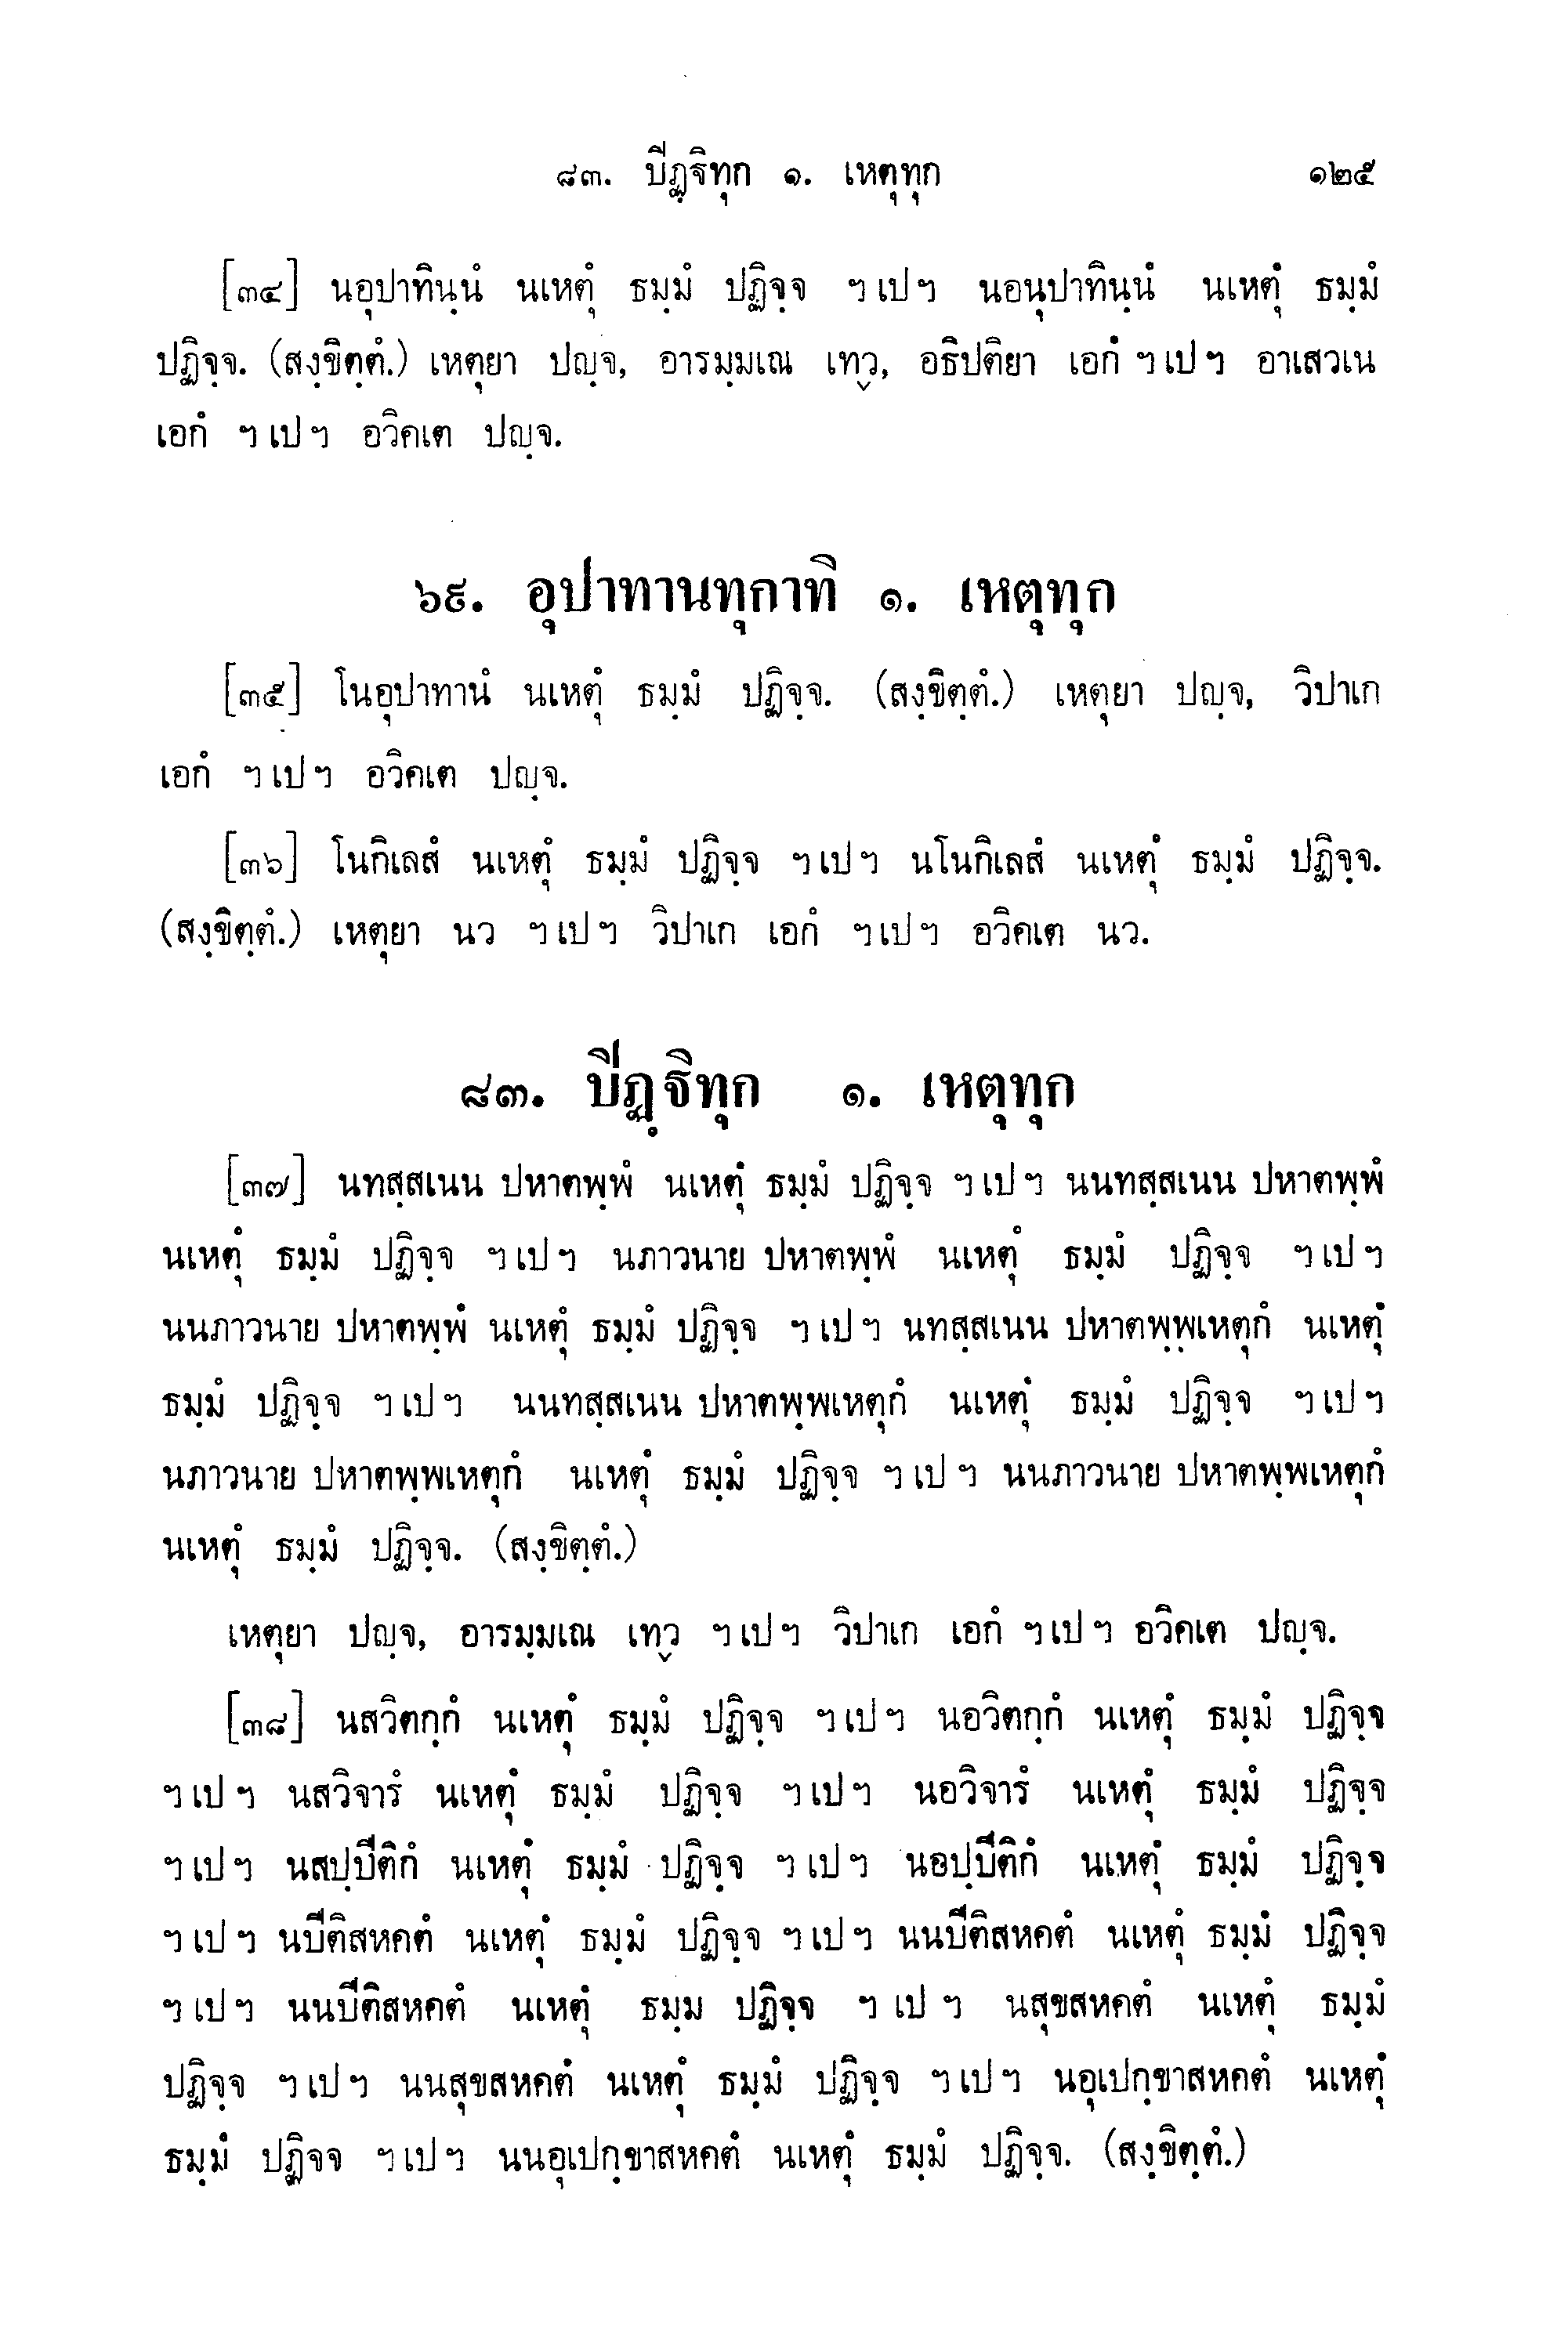 ๘๓. ปีฏฺฐิทุก ๑. เหตุทุก ๑๒๕
[๓๔] นอุปาทินฺนํ นเหตุํ ธมฺมํ ปฏิจฺจ ฯเปฯ นอนุปาทินฺนํ นเหตุํ ธมฺมํ
ปฏิจฺจ. (สงฺขิตฺตํ.) เหตุยา ปญฺจ, อารมฺมเณ เทฺว, อธิปติยา เอกํ ฯเปฯ อาเสวเน
เอกํ ฯเปฯ อวิคเต ปญฺจ.
๖๙. อุปาทานทุกาทิ ๑. เหตุทุก
[๓๕] โนอุปาทานํ นเหตุํ ธมฺมํ ปฏิจฺจ. (สงฺขิตฺตํ.) เหตุยา ปญฺจ, วิปาเก
เอกํ ฯเปฯ อวิคเต ปญฺจ.
[๓๖] โนกิเลสํ นเหตุํ ธมฺมํ ปฏิจฺจ ฯเปฯ นโนกิเลสํ นเหตุํ ธมฺมํ ปฏิจฺจ.
(สงฺขิตฺตํ.) เหตุยา นว ฯเปฯ วิปาเก เอกํ ฯเปฯ อวิคเต นว.
๘๓. ปีฏฺฐิทุก ๑. เหตุทุก
[๓๗] นทสฺสเนน ปหาตพฺพํ นเหตุํ ธมฺมํ ปฏิจฺจ ฯเปฯ นนทสฺสเนน ปหาตพฺพํ
นเหตุํ ธมฺมํ ปฏิจฺจ ฯเปฯ นภาวนาย ปหาตพฺพํ นเหตุํ ธมฺมํ ปฏิจฺจ ฯเปฯ
นนภาวนาย ปหาตพฺพํ นเหตุํ ธมฺมํ ปฏิจฺจ ฯเปฯ นทสฺสเนน ปหาตพฺพฺเหตุกํ นเหตุํ
ธมฺมํ ปฏิจฺจ ฯเปฯ นนทสฺสเนน ปหาตพฺพเหตุกํ นเหตุํ ธมฺมํ ปฏิจฺจ ฯเปฯ
นภาวนาย ปหาตพฺพเหตุกํ นเหตุํ ธมฺมํ ปฏิจฺจ ฯเปฯ นนภาวนาย ปหาตพฺพเหตุกํ
นเหตุํ ธมฺมํ ปฏิจฺจ. (สงฺขิตฺตํ.)
เหตุยา ปญฺจ, อารมฺมเณ เทฺว ฯเปฯ วิปาเก เอกํ ฯเปฯ อวิคเต ปญฺจ.
[๓๘] นสวิตกฺกํ นเหตุํ ธมฺมํ ปฏิจฺจ ฯเปฯ นอวิตกฺกํ นเหตุํ ธมฺมํ ปฏิจฺจ
ฯเปฯ นสวิจารํ นเหตุํ ธมฺมํ ปฏิจฺจ ฯเปฯ นอวิจารํ นเหตุํ ธมฺมํ ปฏิจฺจ
ฯเปฯ นสปฺปีติกํ นเหตุํ ธมฺมํ ปฏิจฺจ ฯเปฯ นอปฺปีติกํ นเหตุํ ธมฺมํ ปฏิจฺจ
ฯเปฯ นปีติสหคตํ นเหตุํ ธมฺมํ ปฏิจฺจ ฯเปฯ นนปีติสหคตํ นเหตุํ ธมฺมํ ปฏิจฺจ
ฯเปฯ นนปีติสหคตํ นเหตุํ ธมฺม ปฏิจฺจ ฯเปฯ นสุขสหคตํ นเหตุํ ธมฺมํ
ปฏิจฺจ ฯเปฯ นนสุขสหคตํ นเหตุํ ธมฺมํ ปฏิจฺจ ฯเปฯ นอุเปกฺขาสหคตํ นเหตุํ
ธมฺมํ ปฏิจจ ฯเปฯ นนอุเปกฺขาสหคตํ นเหตุํ ธมฺมํ ปฏิจฺจ. (สงฺขิตฺตํ.)